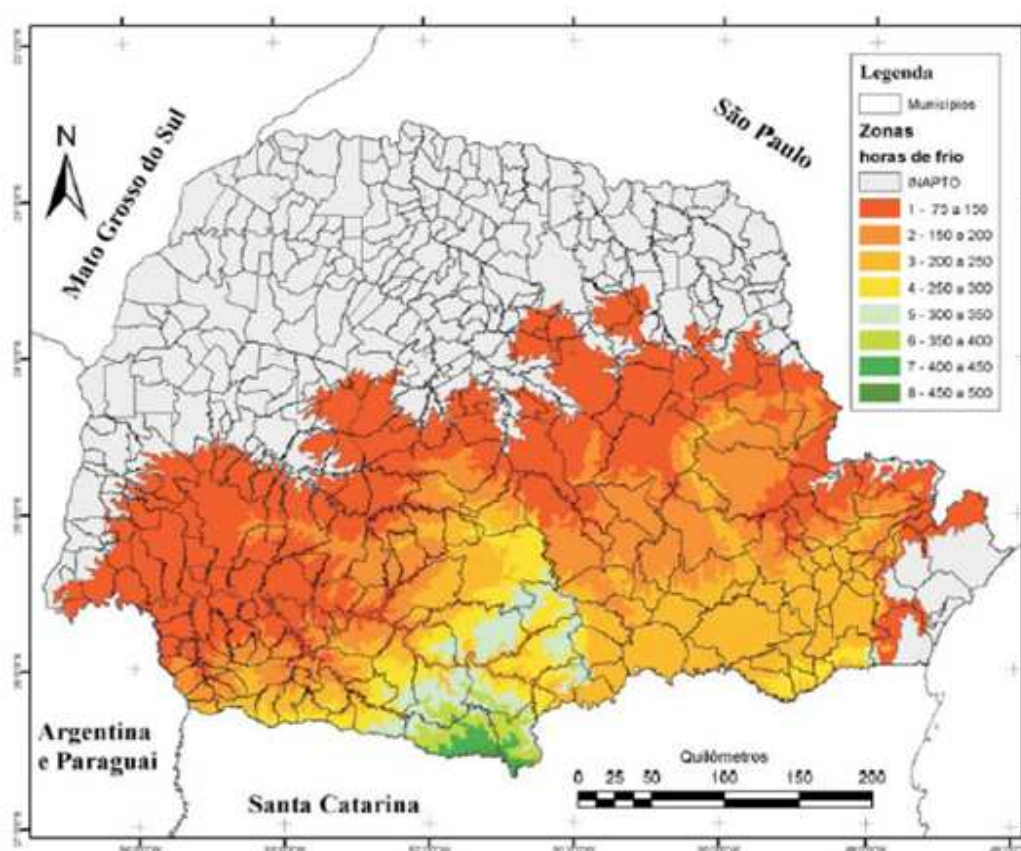 Legenda
Municípios
Zonas
horas de frio
INAPTO
1 - 75 a 150
2 - 150 a 200
3 - 200 a 250
4 - 250 a 300
5 - 300 a 350
6 - 350 a 400
7 - 400 a 450
8 - 450 a 500
São Paulo
Mato Grosso do Sul
N
Argentina
e Paraguai
Santa Catarina
Quilômetros
0 25 50 100 150 200